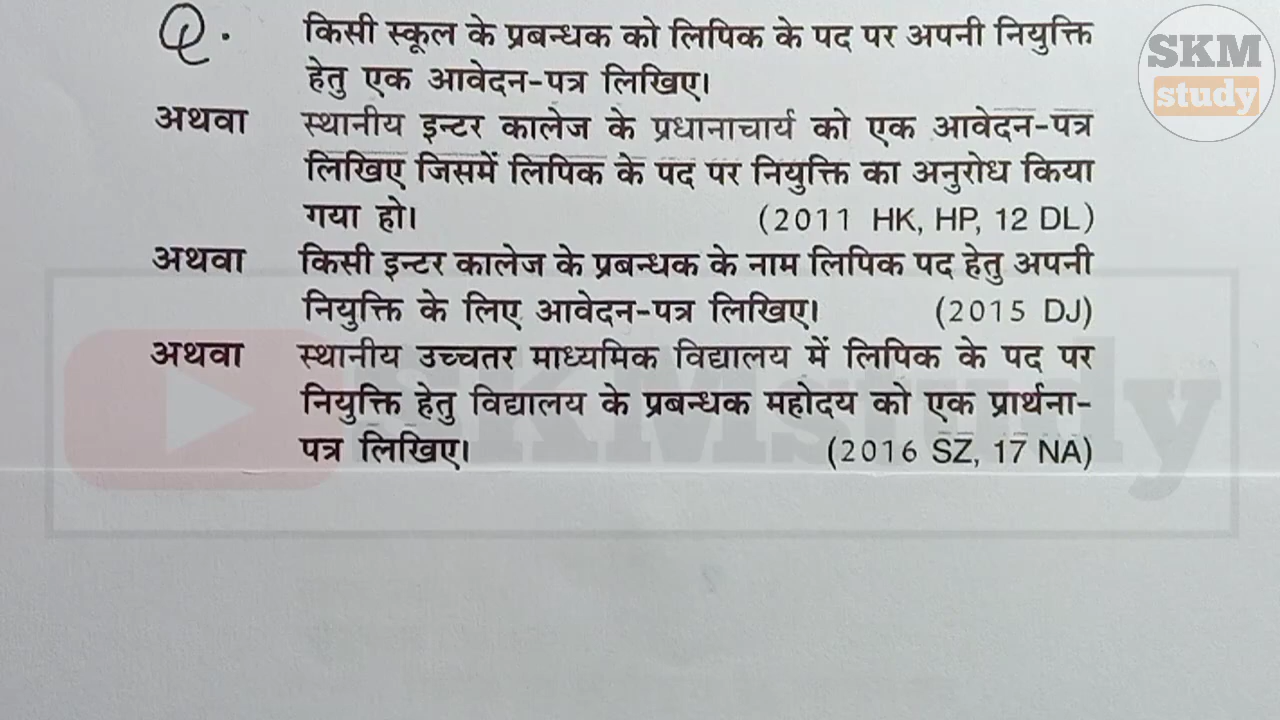 Q. किसी स्कूल के प्रबन्धक को लिपिक के पद पर अपनी नियुक्ति
हेतु एक आवेदन-पत्र लिखिए।
अथवा स्थानीय इन्टर कालेज के प्रधानाचार्य को एक आवेदन-पत्र
लिखिए जिसमें लिपिक के पद पर नियुक्ति का अनुरोध किया
गया हो। (2011 HK, HP, 12 DL)
अथवा किसी इन्टर कालेज के प्रबन्धक के नाम लिपिक पद हेतु अपनी
नियुक्ति के लिए आवेदन-पत्र लिखिए। (2015 DJ)
अथवा स्थानीय उच्चतर माध्यमिक विद्यालय में लिपिक के पद पर
नियुक्ति हेतु विद्यालय के प्रबन्धक महोदय को एक प्रार्थना-
पत्र लिखिए। (2016 SZ, 17 NA)
SKM
study
SKMstudy